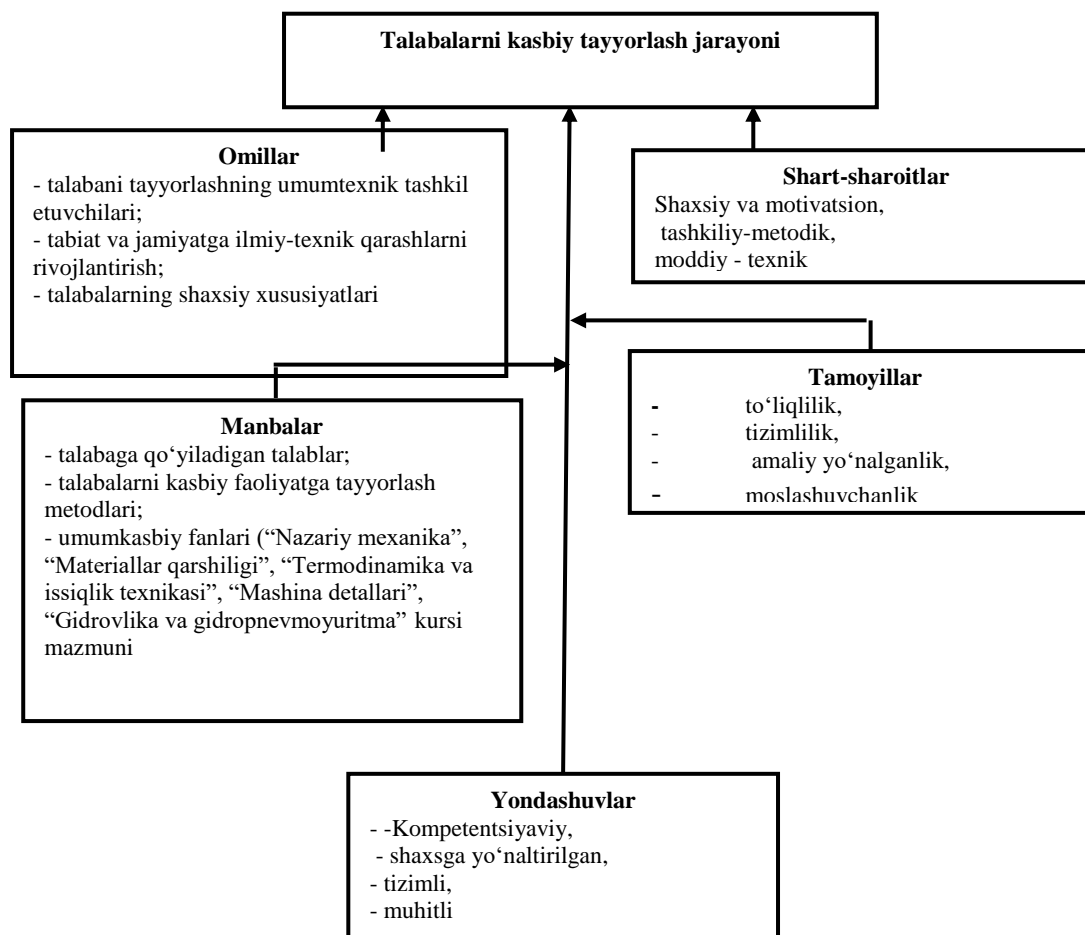 Talabalarni kasbiy tayyorlash jarayoni
Omillar
- talabani tayyorlashning umumtexnik tashkil
etuvchilari;
- tabiat va jamiyatga ilmiy-texnik qarashlarni
rivojlantirish;
- talabalarning shaxsiy xususiyatlari
Shart-sharoitlar
Shaxsiy va motivatsion,
tashkiliy-metodik,
moddiy - texnik
Manbalar
- talabaga qo‘yiladigan talablar;
- talabalarni kasbiy faoliyatga tayyorlash
metodlari;
- umumkasbiy fanlari (“Nazariy mexanika”,
“Materiallar qarshiligi”, “Termodinamika va
issiqlik texnikasi”, “Mashina detallari”,
“Gidrovlika va gidropnevmoyuritma” kursi
mazmuni
Tamoyillar
- to‘liqlilik,
- tizimlilik,
- amaliy yo‘nalganlik,
- moslashuvchanlik
Yondashuvlar
- -Kompetentsiyaviy,
- shaxsga yo‘naltirilgan,
- tizimli,
- muhitli